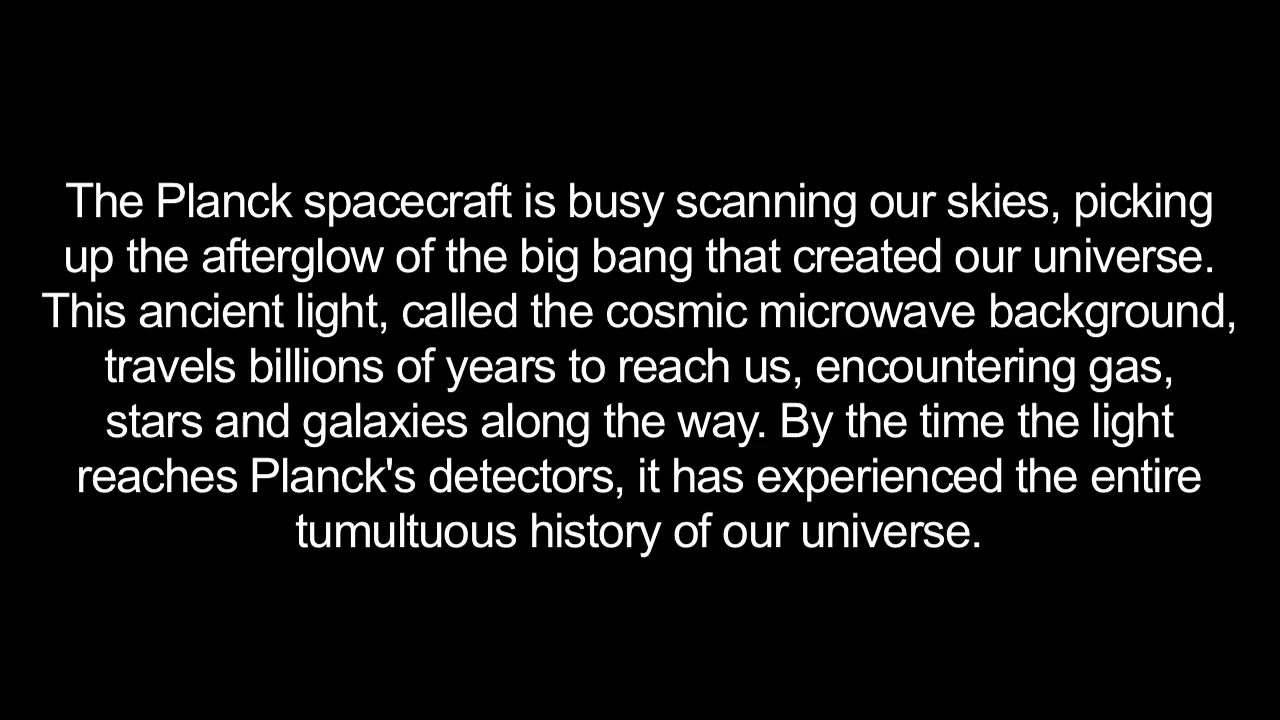 The Planck spacecraft is busy scanning our skies, picking
up the afterglow of the big bang that created our universe.
This ancient light, called the cosmic microwave background,
travels billions of years to reach us, encountering gas,
stars and galaxies along the way. By the time the light
reaches Planck's detectors, it has experienced the entire
tumultuous history of our universe.